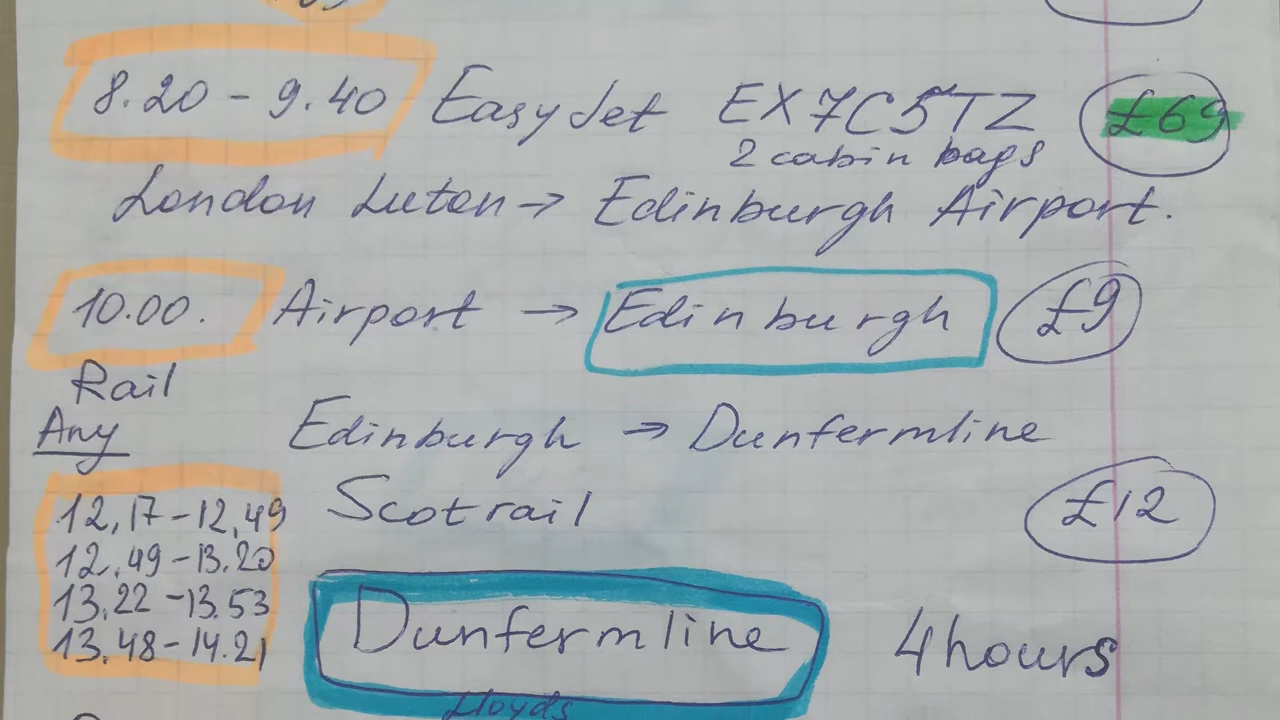 8.20 - 9.40 EasyJet EX7C5TZ £69
2 cabin bags
London Luton → Edinburgh Airport.
10.00. Airport → Edinburgh £9
Rail
Any Edinburgh → Dunfermline
12,17-12,49 Scotrail £12
12.49-13.20
13,22-13.53
13,48-14.21 Dunfermline 4 hours
Lloyds